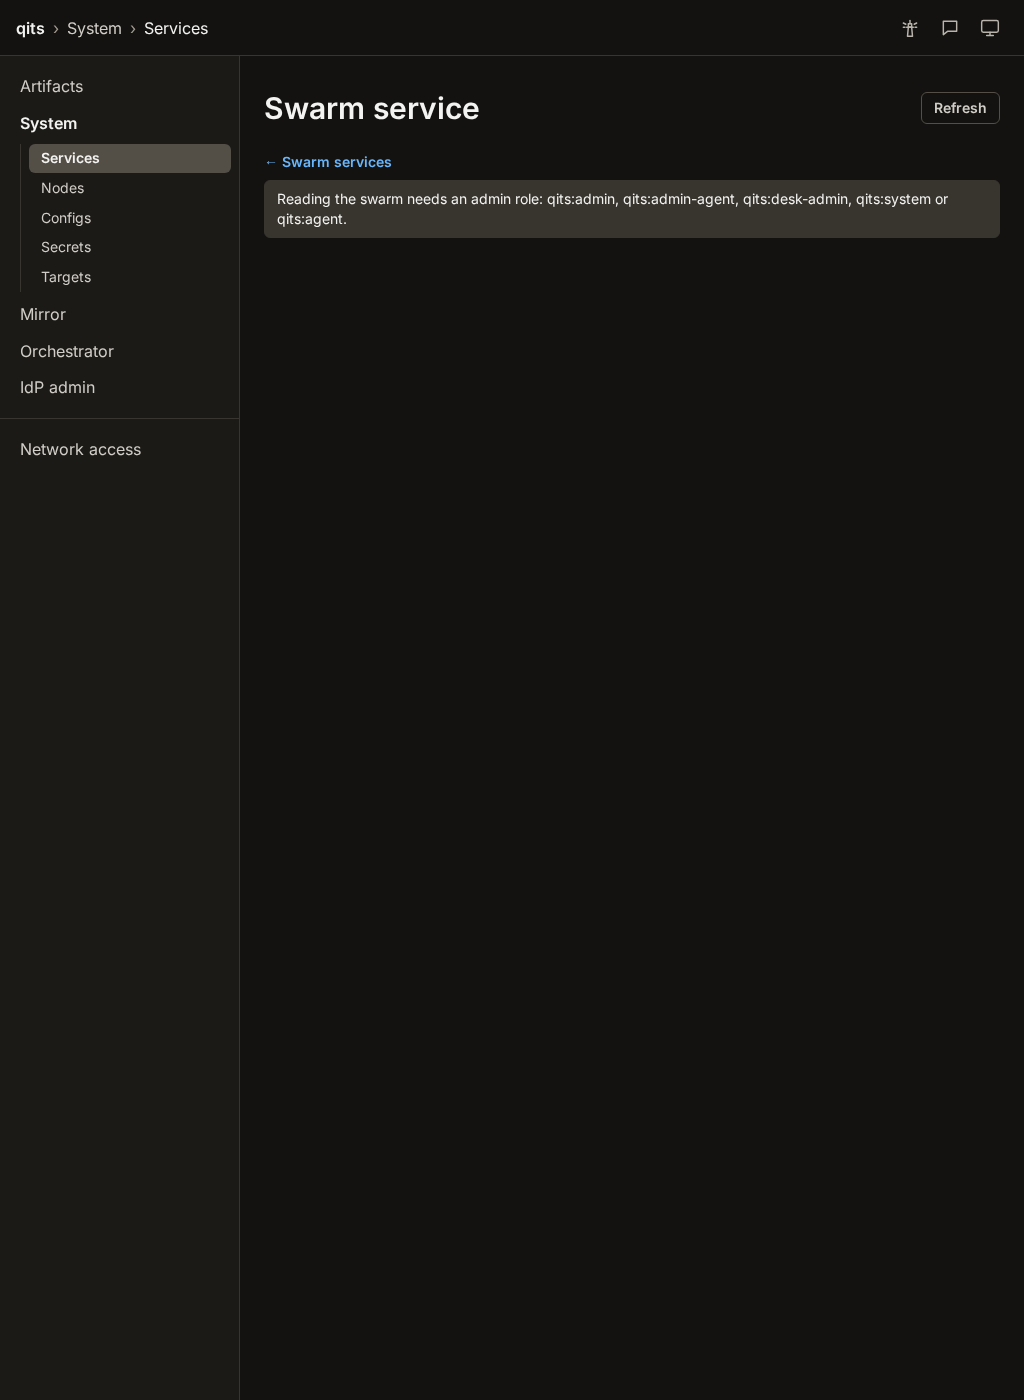 qits › System › Services
Artifacts
System
Services
Nodes
Configs
Secrets
Targets
Mirror
Orchestrator
IdP admin
Network access
Swarm service
Refresh
← Swarm services
Reading the swarm needs an admin role: qits:admin, qits:admin-agent, qits:desk-admin, qits:system or
qits:agent.